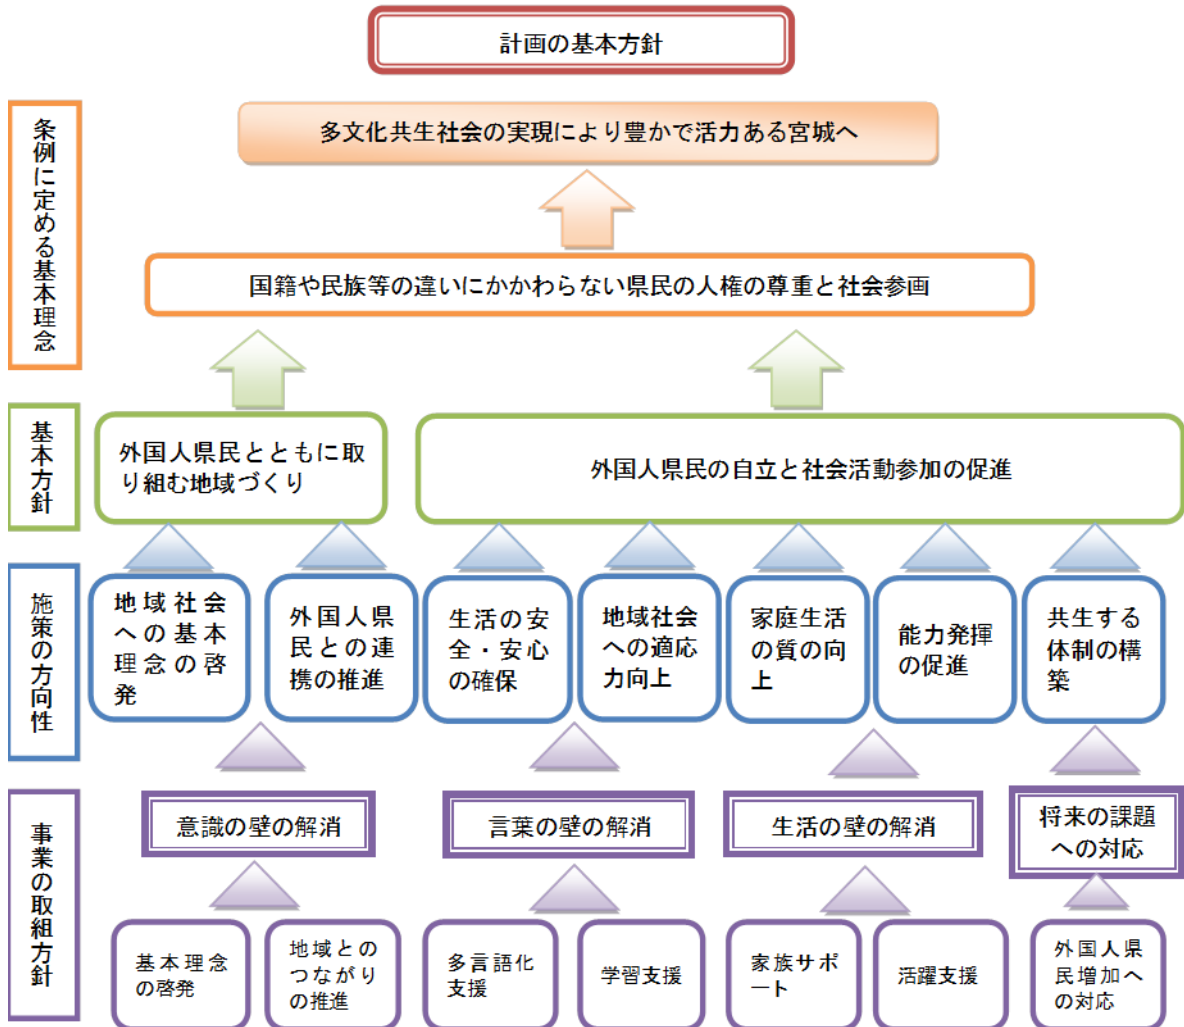 計画の基本方針
条例に定める基本理念
多文化共生社会の実現により豊かで活力ある宮城へ
国籍や民族等の違いにかかわらない県民の人権の尊重と社会参画
基本方針
外国人県民とともに取
り組む地域づくり
外国人県民の自立と社会活動参加の促進
施策の方向性
地域社会
への基本
理念の啓
発
外国人県
民との連
携の推進
生活の安
全・安心
の確保
地域社会
への適応
力向上
家庭生活
の質の向
上
能力発揮
の促進
共生する
体制の構
築
事業の取組方針
意識の壁の解消
言葉の壁の解消
生活の壁の解消
将来の課題
への対応
基本理念
の啓発
地域との
つながり
の推進
多言語化
支援
学習支援
家族サポ
ート
活躍支援
外国人県
民増加へ
の対応